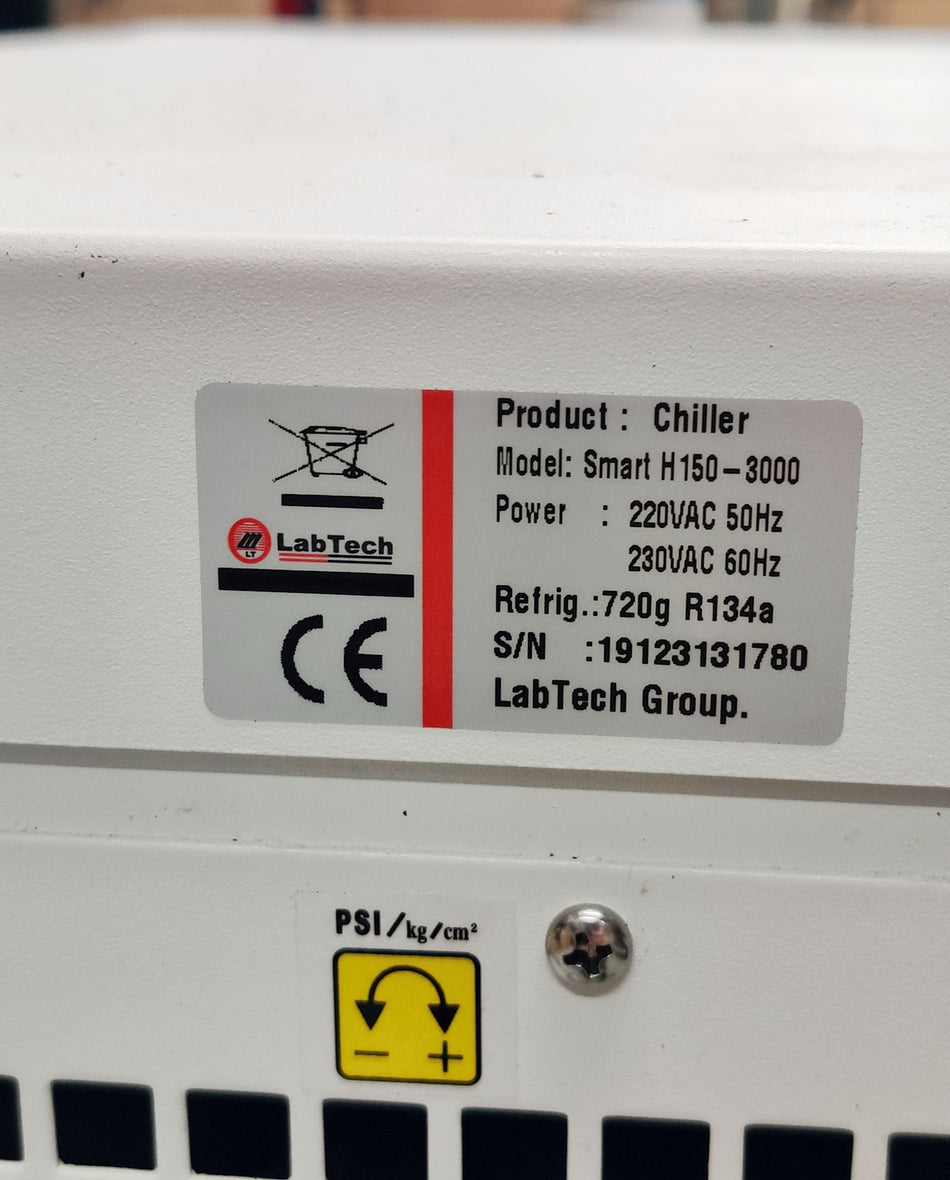 LabTech
LT
CE
Product : Chiller
Model: Smart H150-3000
Power : 220VAC 50Hz
230VAC 60Hz
Refrig.:720g R134a
S/N :19123131780
LabTech Group.
PSI/kg/cm²
− +